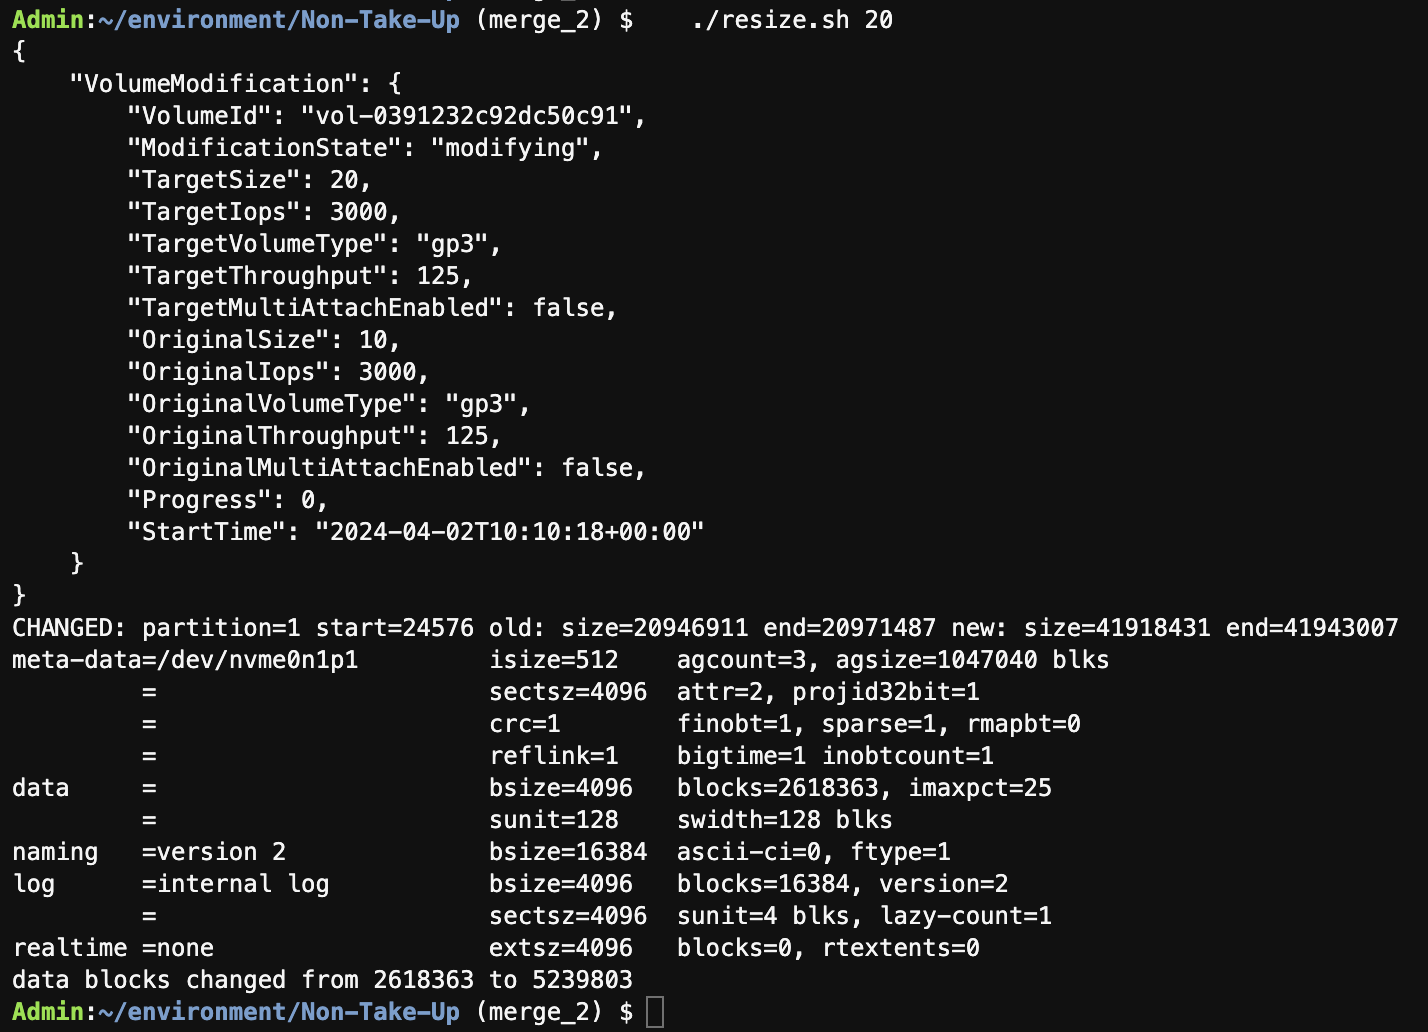 Admin:~/environment/Non-Take-Up (merge_2) $    ./resize.sh 20
{
    "VolumeModification": {
        "VolumeId": "vol-0391232c92dc50c91",
        "ModificationState": "modifying",
        "TargetSize": 20,
        "TargetIops": 3000,
        "TargetVolumeType": "gp3",
        "TargetThroughput": 125,
        "TargetMultiAttachEnabled": false,
        "OriginalSize": 10,
        "OriginalIops": 3000,
        "OriginalVolumeType": "gp3",
        "OriginalThroughput": 125,
        "OriginalMultiAttachEnabled": false,
        "Progress": 0,
        "StartTime": "2024-04-02T10:10:18+00:00"
    }
}
CHANGED: partition=1 start=24576 old: size=20946911 end=20971487 new: size=41918431 end=41943007
meta-data=/dev/nvme0n1p1         isize=512    agcount=3, agsize=1047040 blks
         =                       sectsz=4096  attr=2, projid32bit=1
         =                       crc=1        finobt=1, sparse=1, rmapbt=0
         =                       reflink=1    bigtime=1 inobtcount=1
data     =                       bsize=4096   blocks=2618363, imaxpct=25
         =                       sunit=128    swidth=128 blks
naming   =version 2              bsize=16384  ascii-ci=0, ftype=1
log      =internal log           bsize=4096   blocks=16384, version=2
         =                       sectsz=4096  sunit=4 blks, lazy-count=1
realtime =none                   extsz=4096   blocks=0, rtextents=0
data blocks changed from 2618363 to 5239803
Admin:~/environment/Non-Take-Up (merge_2) $